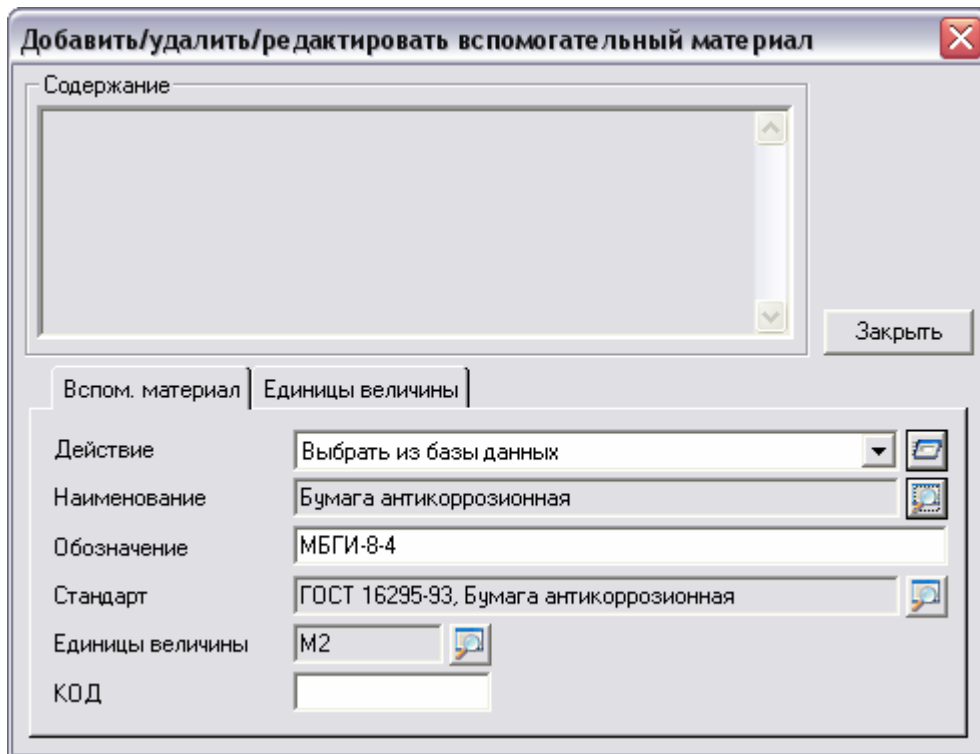 Добавить/удалить/редактировать вспомогательный материал
Содержание
Закрыть
Вспом. материал Единицы величины
Действие Выбрать из базы данных
Наименование Бумага антикоррозионная
Обозначение МБГИ-8-4
Стандарт ГОСТ 16295-93, Бумага антикоррозионная
Единицы величины М2
КОД